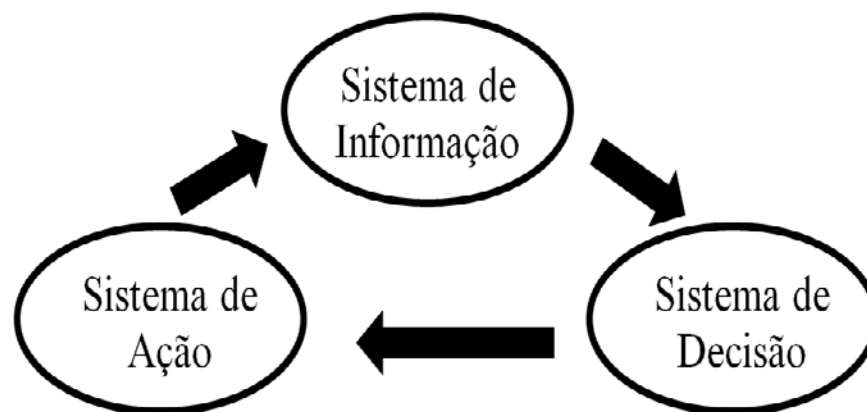 Sistema de
Informação
Sistema de
Ação
Sistema de
Decisão